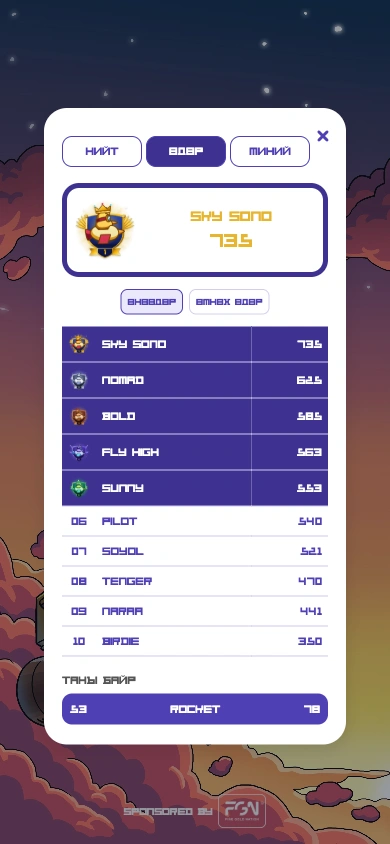 НИЙТ ӨДӨР МИНИЙ
SKY SONO
735
ӨНӨӨДӨР ӨМНӨХ ӨДӨР
SKY SONO 735
NOMAD 625
BOLD 585
FLY HIGH 563
SUNNY 553
06 PILOT 540
07 SOYOL 521
08 TENGER 470
09 NARAA 441
10 BIRDIE 350
ТАНЫ БАЙР
53 ROCKET 78
SPONSORED BY FGN